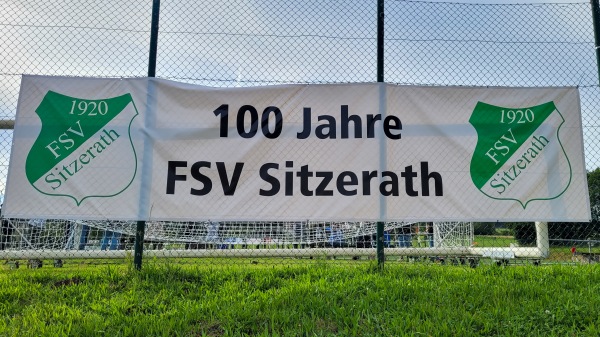 1920
FSV
Sitzerath
100 Jahre
FSV Sitzerath
1920
FSV
Sitzerath